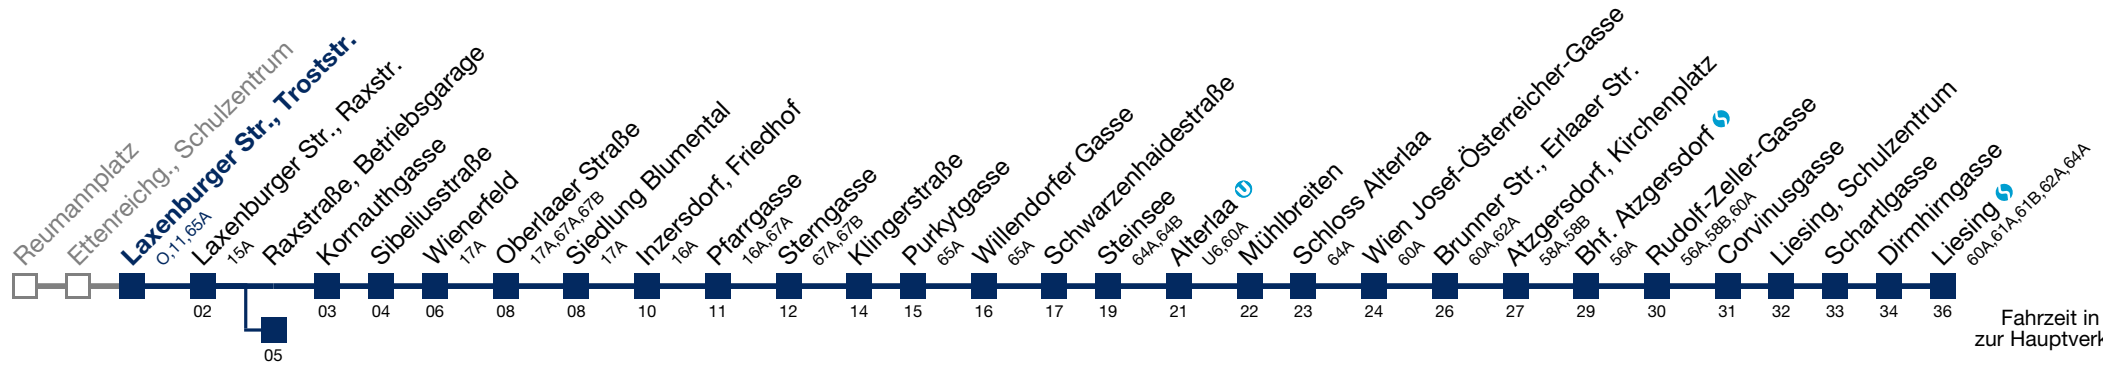 Reumannplatz
Ettenreichg., Schulzentrum
Laxenburger Str., Troststr.
O,11,65A
Laxenburger Str., Raxstr.
15A
Raxstraße, Betriebsgarage
Kornauthgasse
Sibeliusstraße
Wienerfeld
17A
Oberlaaer Straße
17A,67A,67B
Siedlung Blumental
17A
Inzersdorf, Friedhof
16A
Pfarrgasse
16A,67A
Sterngasse
67A,67B
Klingerstraße
Purkytgasse
65A
Willendorfer Gasse
65A
Schwarzenhaidestraße
Steinsee
64A,64B
Alterlaa U
U6,60A
Mühlbreiten
Schloss Alterlaa
64A
Wien Josef-Österreicher-Gasse
60A
Brunner Str., Erlaaer Str.
60A,62A
Atzgersdorf, Kirchenplatz
58A,58B
Bhf. Atzgersdorf
56A
Rudolf-Zeller-Gasse
56A,58B,60A
Corvinusgasse
Liesing, Schulzentrum
Schartlgasse
Dirmhirngasse
Liesing
60A,61A,61B,62A,64A
02 03 04 06 08 08 10 11 12 14 15 16 17 19 21 22 23 24 26 27 29 30 31 32 33 34 36
05
Fahrzeit in
zur Hauptverk